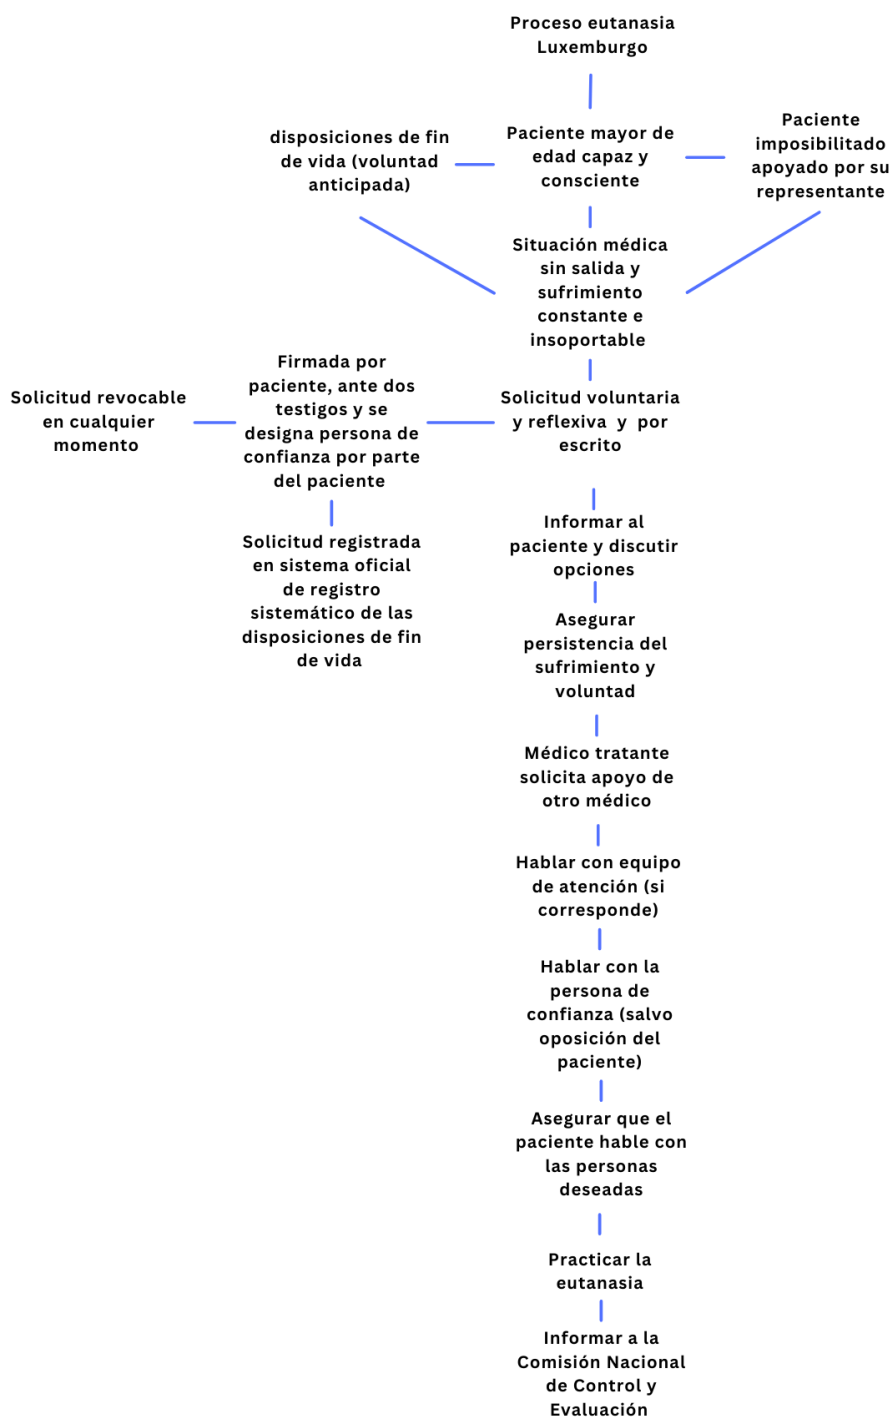 Proceso eutanasia
Luxemburgo
disposiciones de fin
de vida (voluntad
anticipada)
Paciente mayor de
edad capaz y
consciente
Paciente
imposibilitado
apoyado por su
representante
Situación médica
sin salida y
sufrimiento
constante e
insoportable
Solicitud revocable
en cualquier
momento
Firmada por
paciente, ante dos
testigos y se
designa persona de
confianza por parte
del paciente
Solicitud voluntaria
y reflexiva y por
escrito
Solicitud registrada
en sistema oficial
de registro
sistemático de las
disposiciones de fin
de vida
Informar al
paciente y discutir
opciones
Asegurar
persistencia del
sufrimiento y
voluntad
Médico tratante
solicita apoyo de
otro médico
Hablar con equipo
de atención (si
corresponde)
Hablar con la
persona de
confianza (salvo
oposición del
paciente)
Asegurar que el
paciente hable con
las personas
deseadas
Practicar la
eutanasia
Informar a la
Comisión Nacional
de Control y
Evaluación